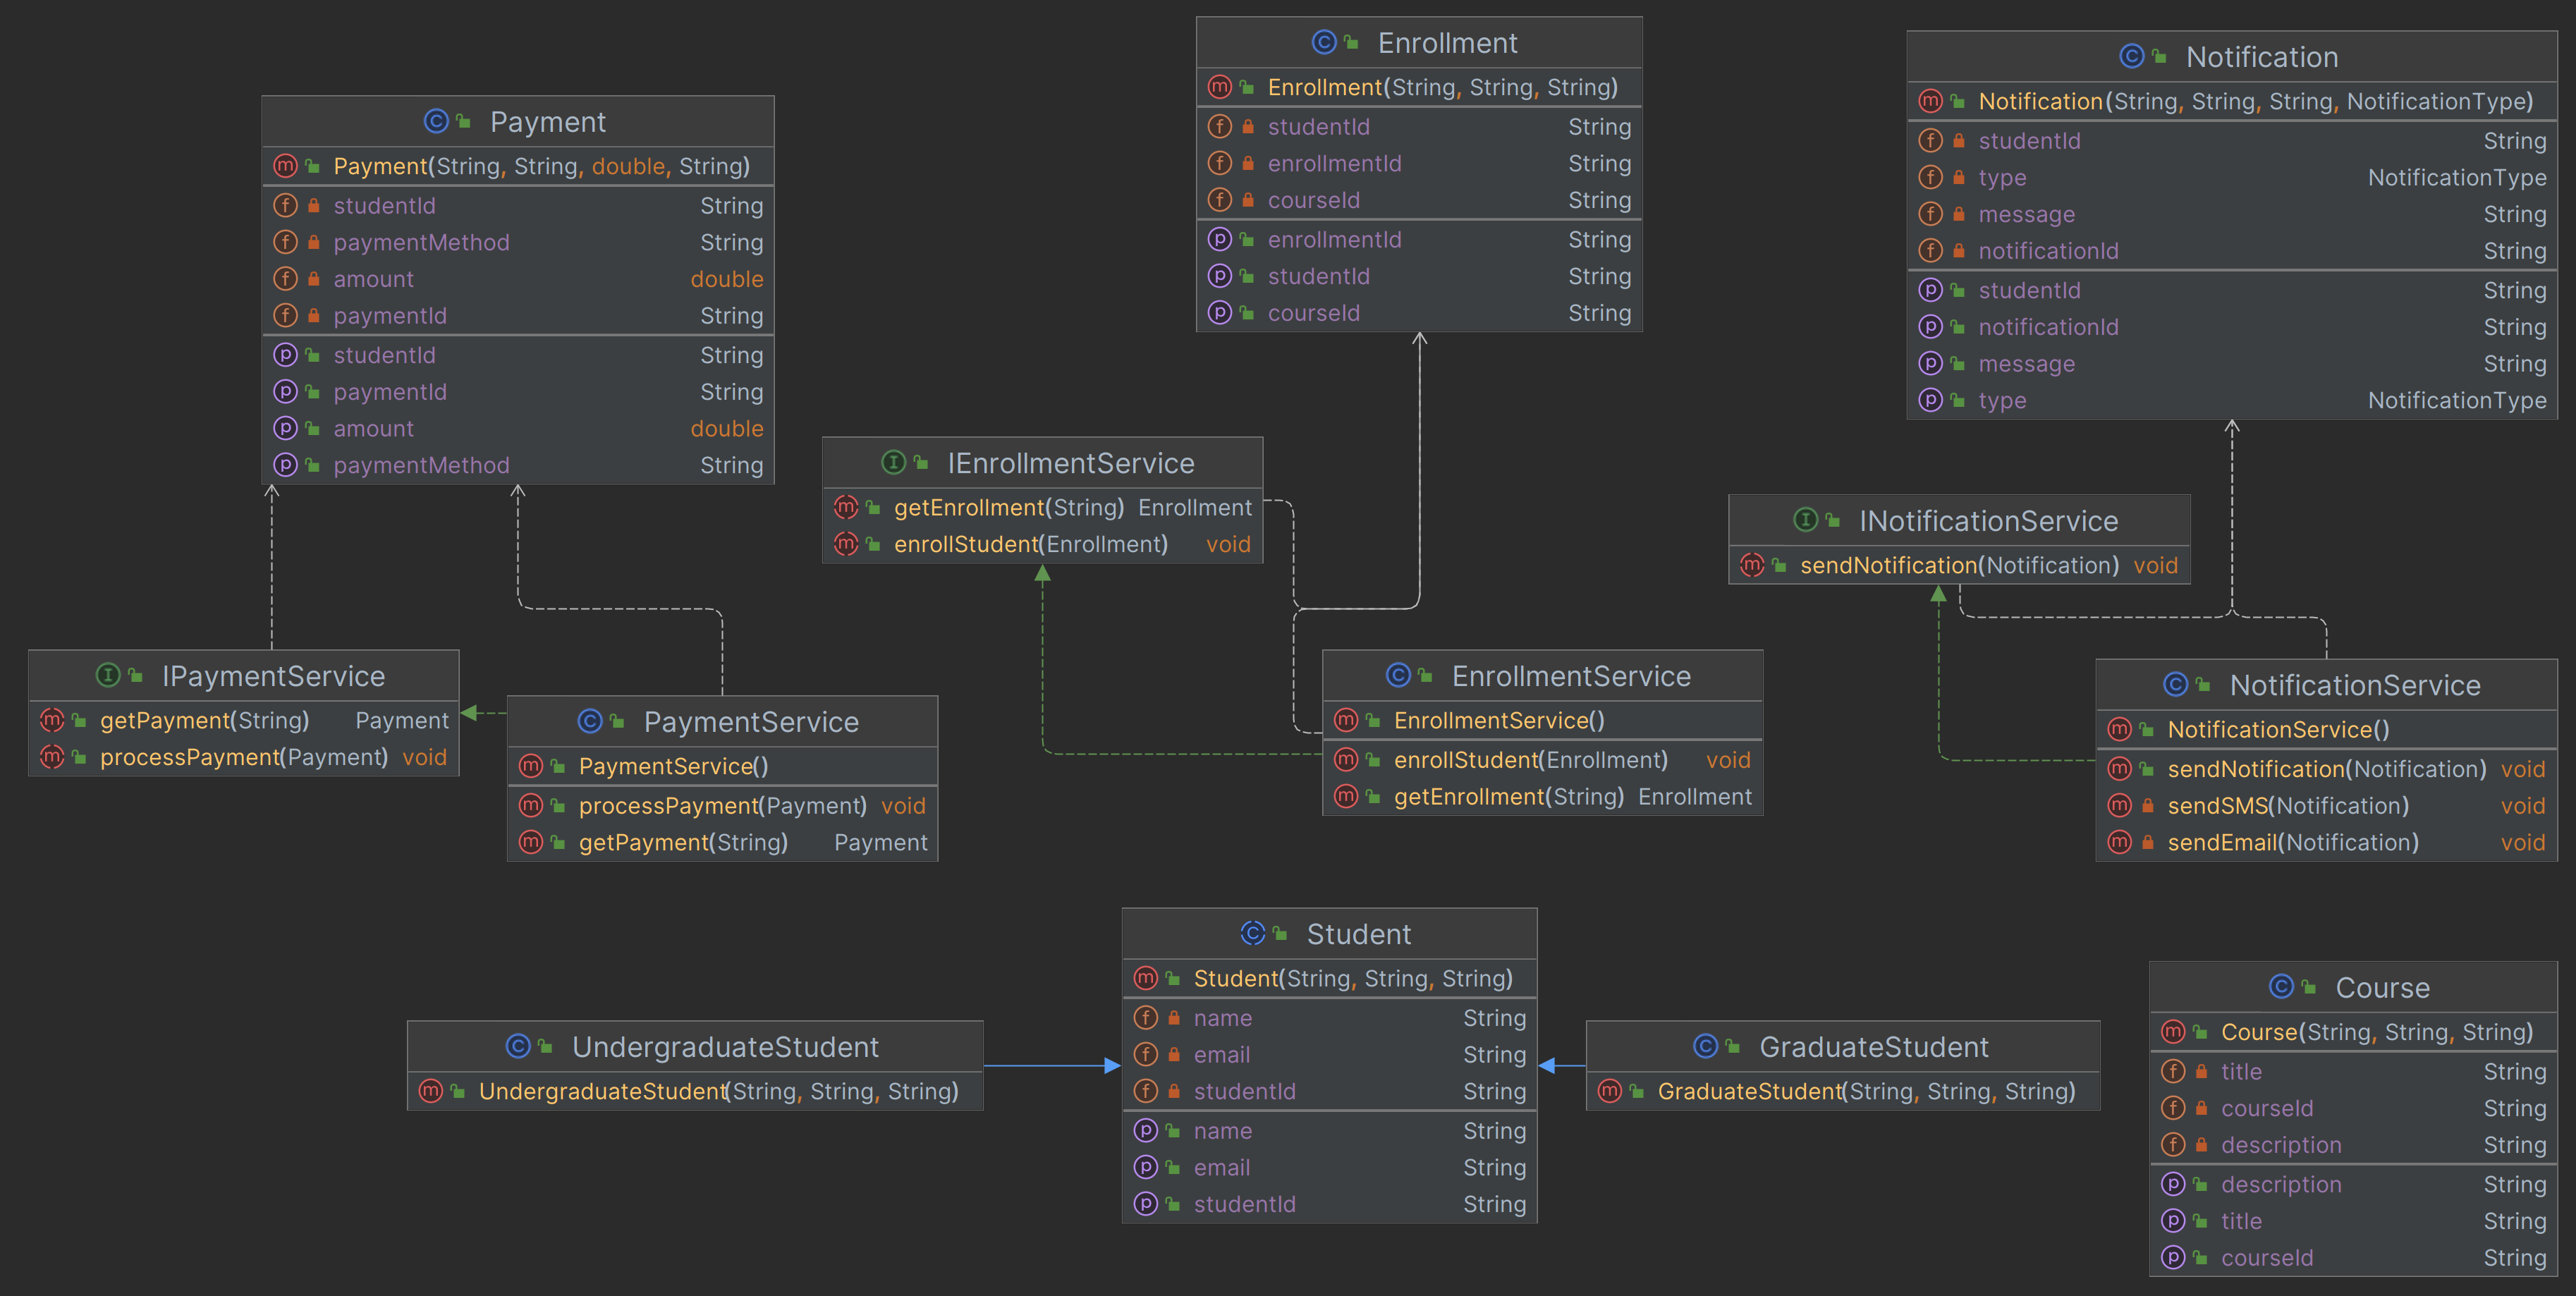 Payment
Payment(String, String, double, String)
studentId String
paymentMethod String
amount double
paymentId String
studentId String
paymentId String
amount double
paymentMethod String
Enrollment
Enrollment(String, String, String)
studentId String
enrollmentId String
courseId String
enrollmentId String
studentId String
courseId String
Notification
Notification(String, String, String, NotificationType)
studentId String
type NotificationType
message String
notificationId String
studentId String
notificationId String
message String
type NotificationType
IEnrollmentService
getEnrollment(String) Enrollment
enrollStudent(Enrollment) void
INotificationService
sendNotification(Notification) void
IPaymentService
getPayment(String) Payment
processPayment(Payment) void
PaymentService
PaymentService()
processPayment(Payment) void
getPayment(String) Payment
EnrollmentService
EnrollmentService()
enrollStudent(Enrollment) void
getEnrollment(String) Enrollment
NotificationService
NotificationService()
sendNotification(Notification) void
sendSMS(Notification) void
sendEmail(Notification) void
UndergraduateStudent
UndergraduateStudent(String, String, String)
Student
Student(String, String, String)
name String
email String
studentId String
name String
email String
studentId String
GraduateStudent
GraduateStudent(String, String, String)
Course
Course(String, String, String)
title String
courseId String
description String
description String
title String
courseId String